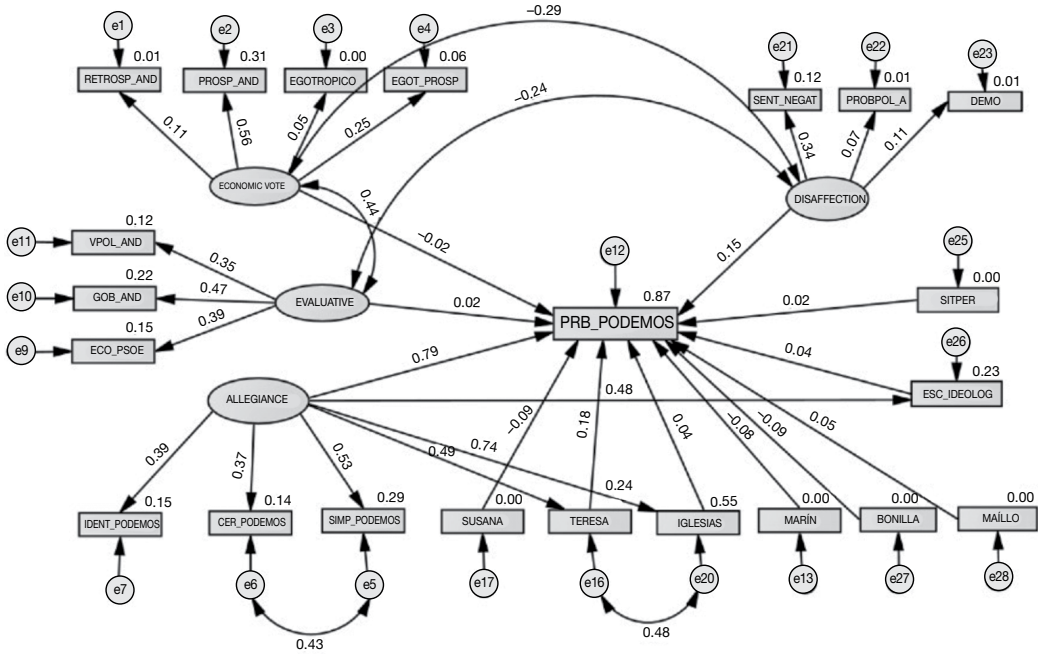 −0.29
e1
e2
e3
e4
0.01
0.31
0.00
0.06
RETROSP_AND
PROSP_AND
EGOTROPICO
EGOT_PROSP
e21
e22
e23
0.12
0.01
0.01
SENT_NEGAT
PROBPOL_A
DEMO
−0.24
0.11
0.56
0.05
0.25
0.34
0.07
0.11
ECONOMIC VOTE
DISAFFECTION
0.44
−0.02
0.15
e11
0.12
VPOL_AND
0.35
e10
0.22
GOB_AND
0.47
e9
0.15
ECO_PSOE
0.39
EVALUATIVE
0.02
e12
0.87
PRB_PODEMOS
e25
0.00
SITPER
0.02
e26
0.23
ESC_IDEOLOG
0.04
0.79
ALLEGIANCE
0.48
0.39
0.37
0.53
0.49
0.74
0.24
−0.09
0.18
0.04
−0.08
−0.09
0.05
0.15
0.14
0.29
0.00
0.55
0.00
0.00
0.00
IDENT_PODEMOS
CER_PODEMOS
SIMP_PODEMOS
SUSANA
TERESA
IGLESIAS
MARÍN
BONILLA
MAÍLLO
e7
e6
e5
e17
e16
e20
e13
e27
e28
0.43
0.48